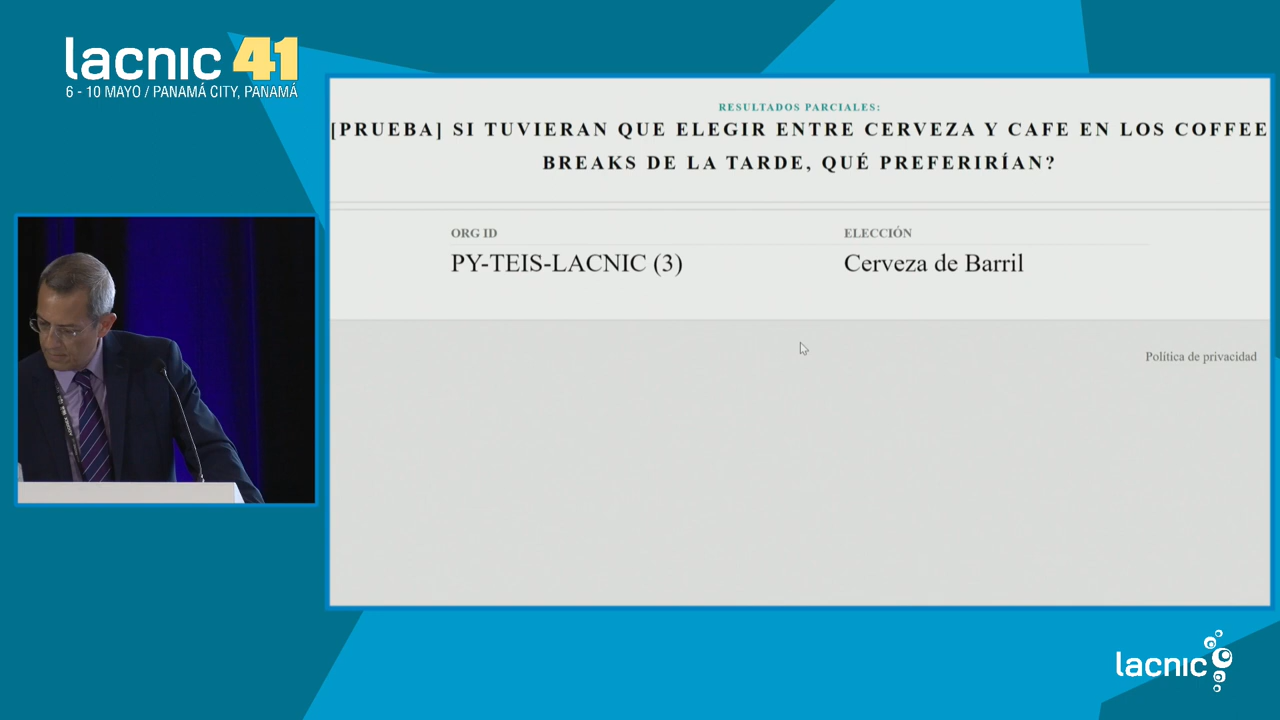 lacnic 41
6 - 10 MAYO / PANAMÁ CITY, PANAMÁ
RESULTADOS PARCIALES:
[PRUEBA] SI TUVIERAN QUE ELEGIR ENTRE CERVEZA Y CAFE EN LOS COFFEE
BREAKS DE LA TARDE, QUÉ PREFERIRÍAN?
ORG ID
ELECCIÓN
PY-TEIS-LACNIC (3)
Cerveza de Barril
Política de privacidad
lacnic